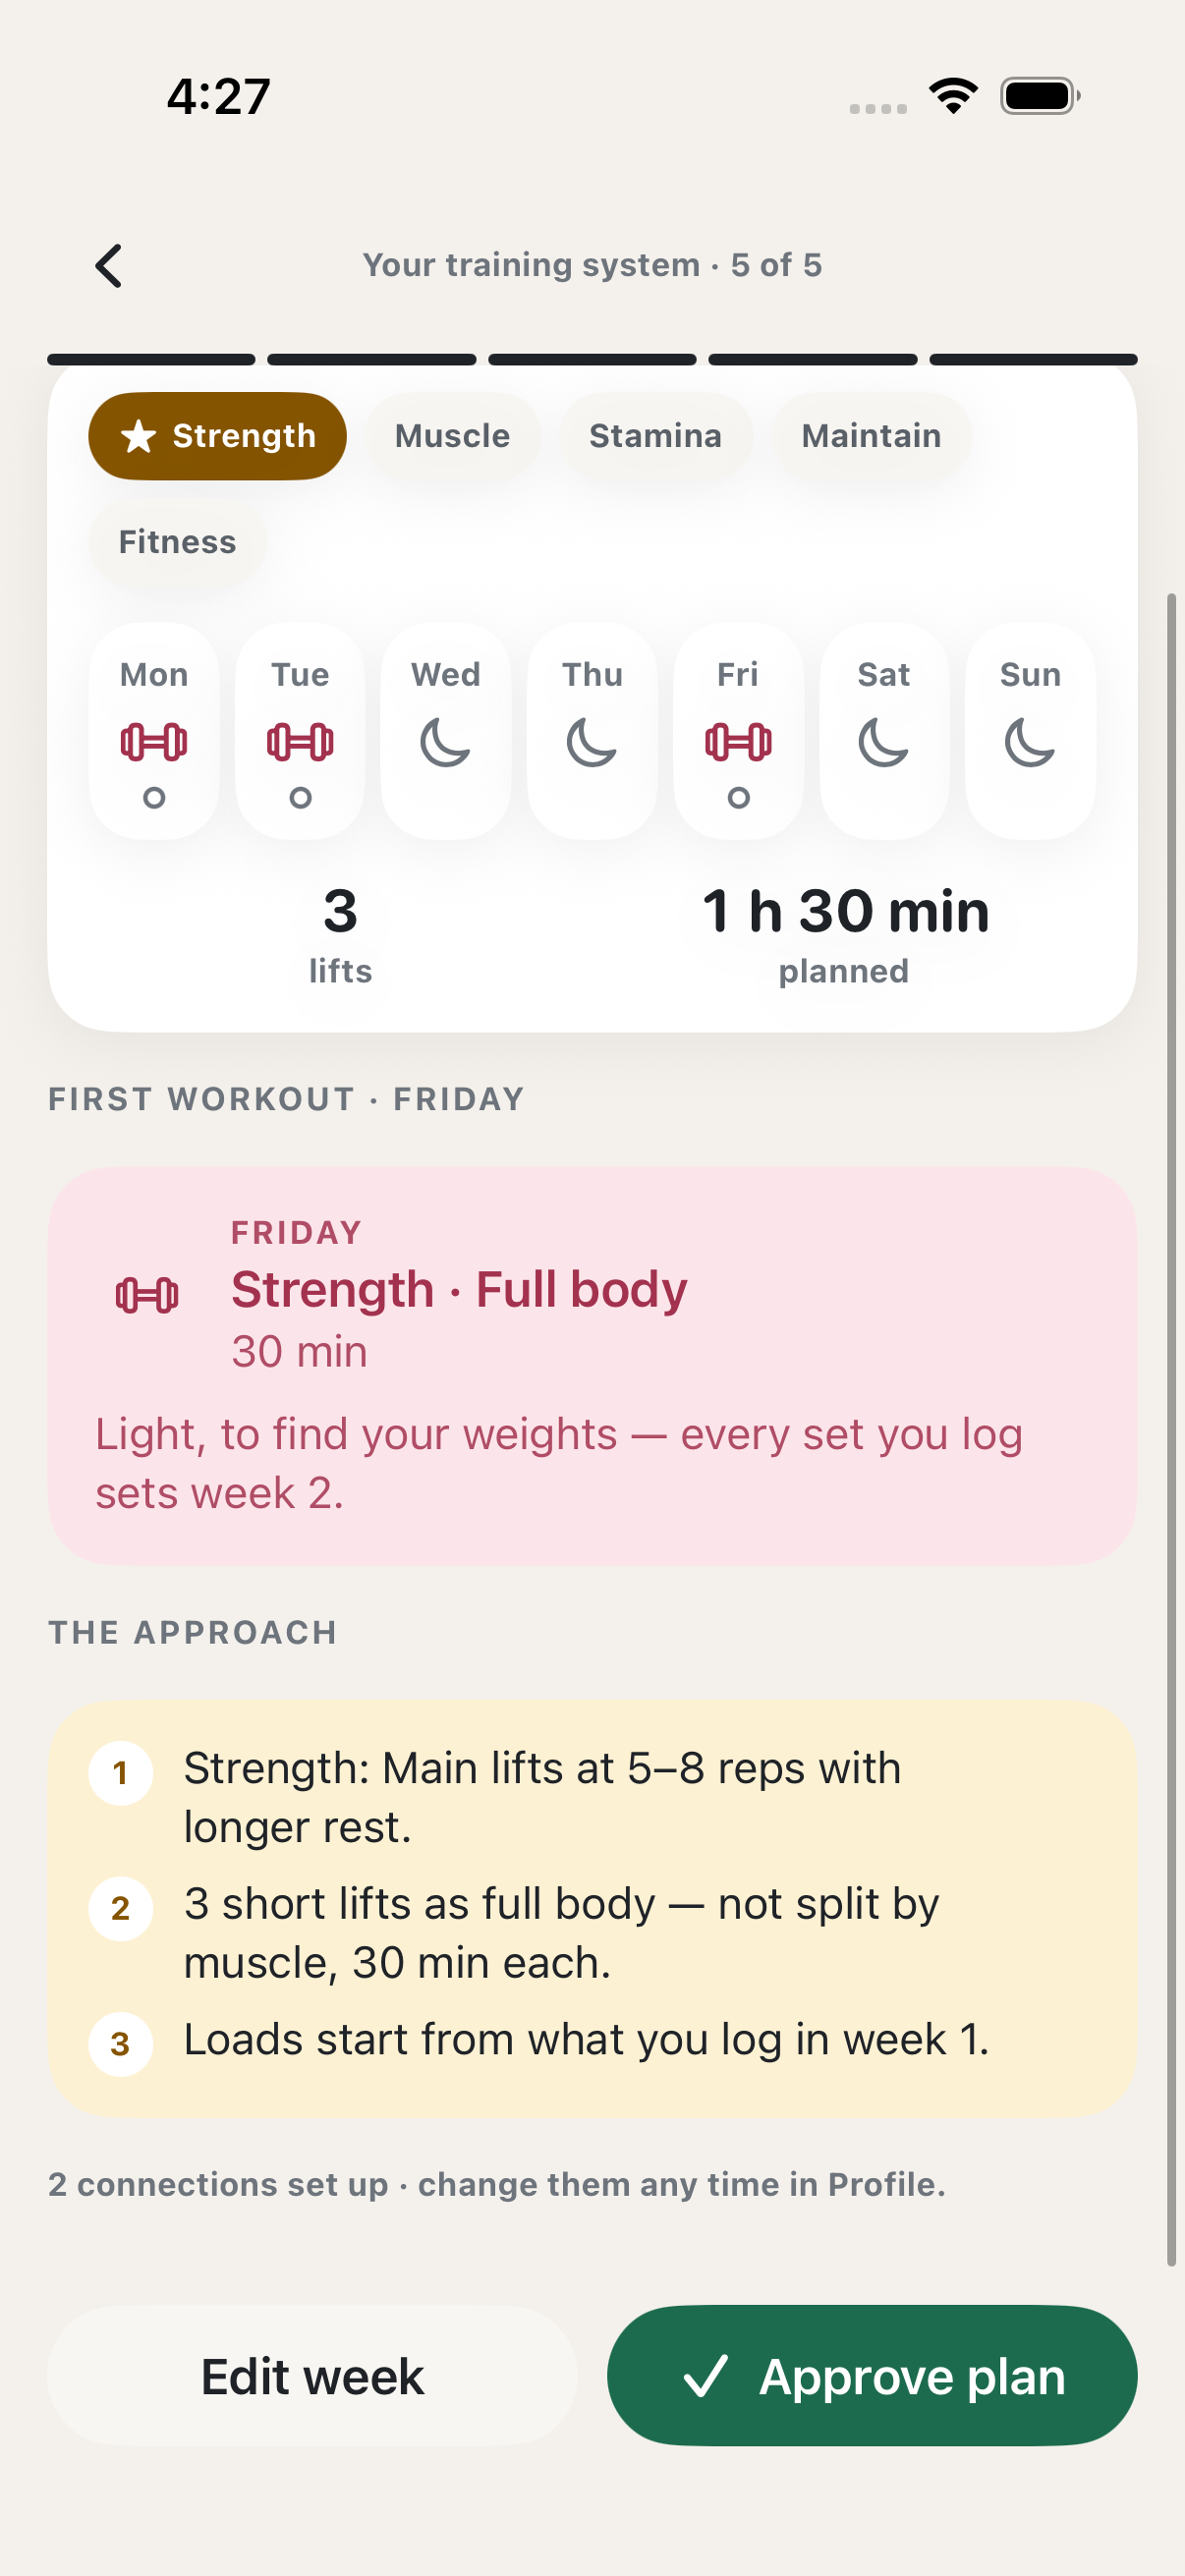 4:27
Your training system · 5 of 5
Strength Muscle Stamina Maintain
Fitness
Mon Tue Wed Thu Fri Sat Sun
3 1 h 30 min
lifts planned
FIRST WORKOUT · FRIDAY
FRIDAY
Strength · Full body
30 min
Light, to find your weights — every set you log
sets week 2.
THE APPROACH
1 Strength: Main lifts at 5–8 reps with
longer rest.
2 3 short lifts as full body — not split by
muscle, 30 min each.
3 Loads start from what you log in week 1.
2 connections set up · change them any time in Profile.
Edit week Approve plan